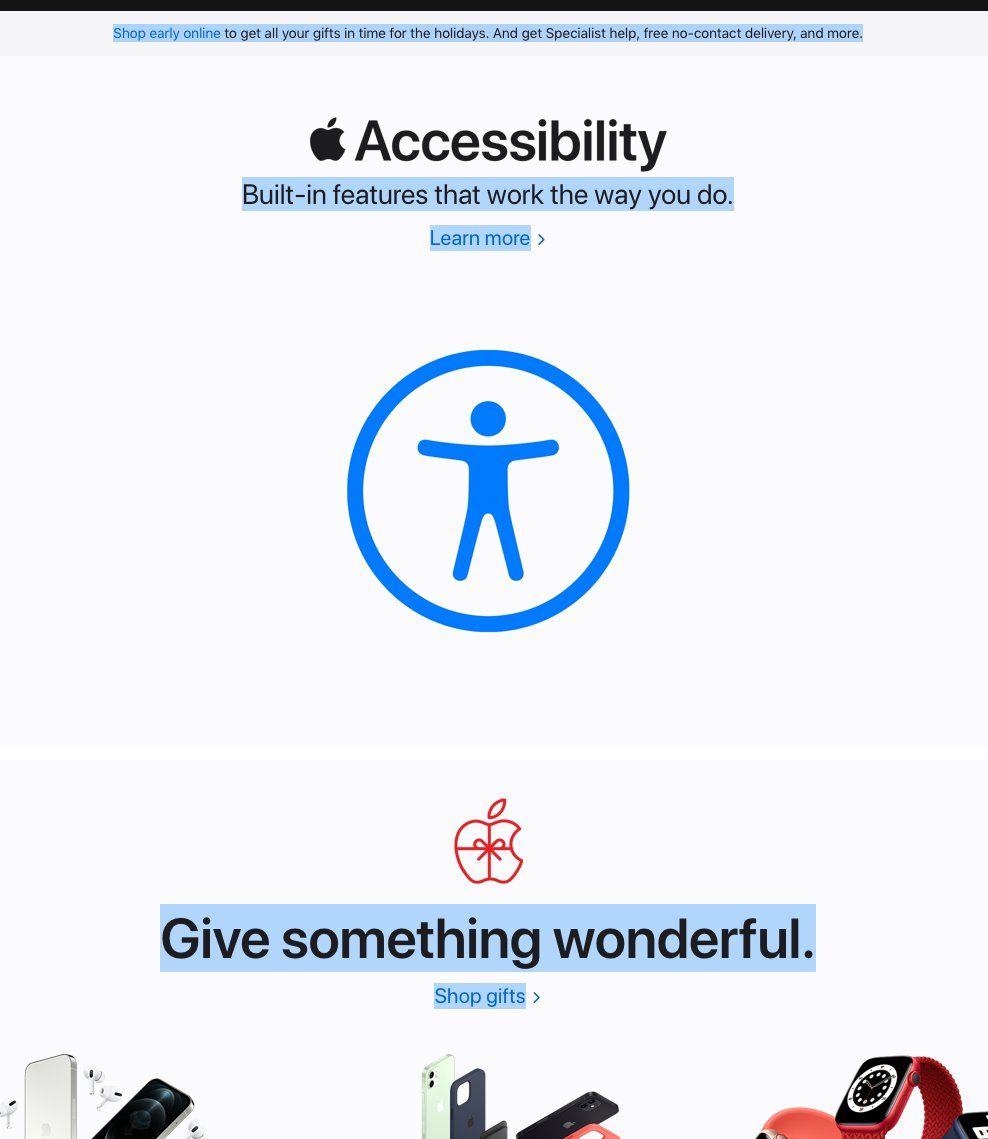 Shop early online to get all your gifts in time for the holidays. And get Specialist help, free no-contact delivery, and more.
Accessibility
Built-in features that work the way you do.
Learn more >
Give something wonderful.
Shop gifts >